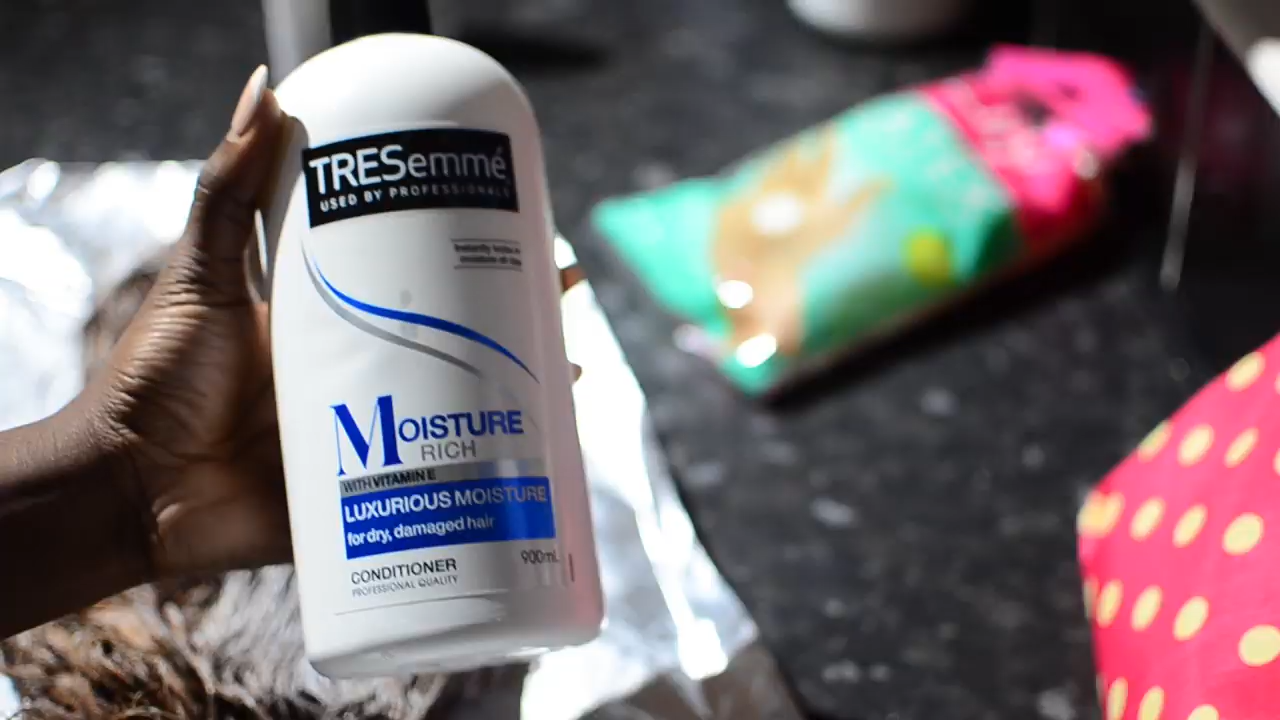 TRESemmé
USED BY PROFESSIONALS
MOISTURE
RICH
WITH VITAMIN E
LUXURIOUS MOISTURE
for dry, damaged hair
CONDITIONER
900mL
PROFESSIONAL QUALITY